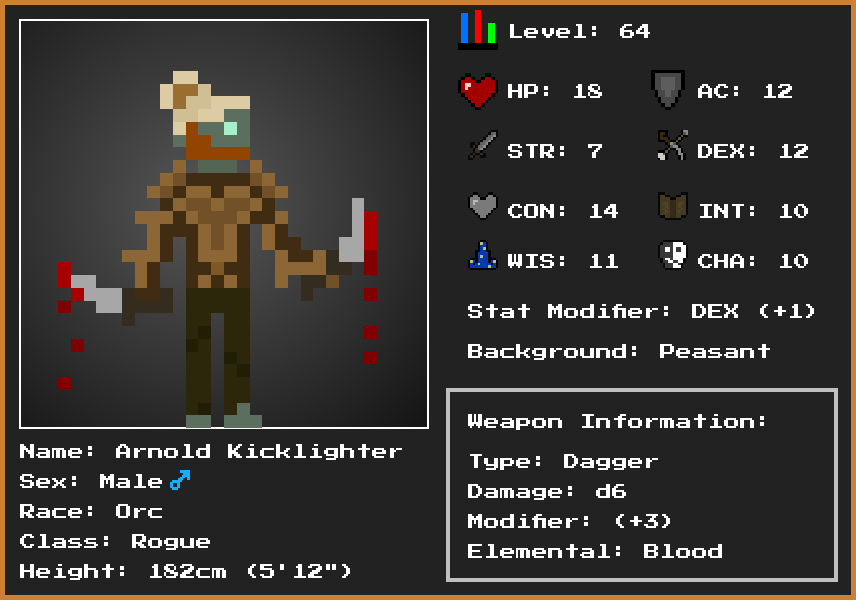 Level: 64
HP: 18 AC: 12
STR: 7 DEX: 12
CON: 14 INT: 10
WIS: 11 CHA: 10
Stat Modifier: DEX (+1)
Background: Peasant
Weapon Information:
Type: Dagger
Damage: d6
Modifier: (+3)
Elemental: Blood
Name: Arnold Kicklighter
Sex: Male♂
Race: Orc
Class: Rogue
Height: 182cm (5'12")